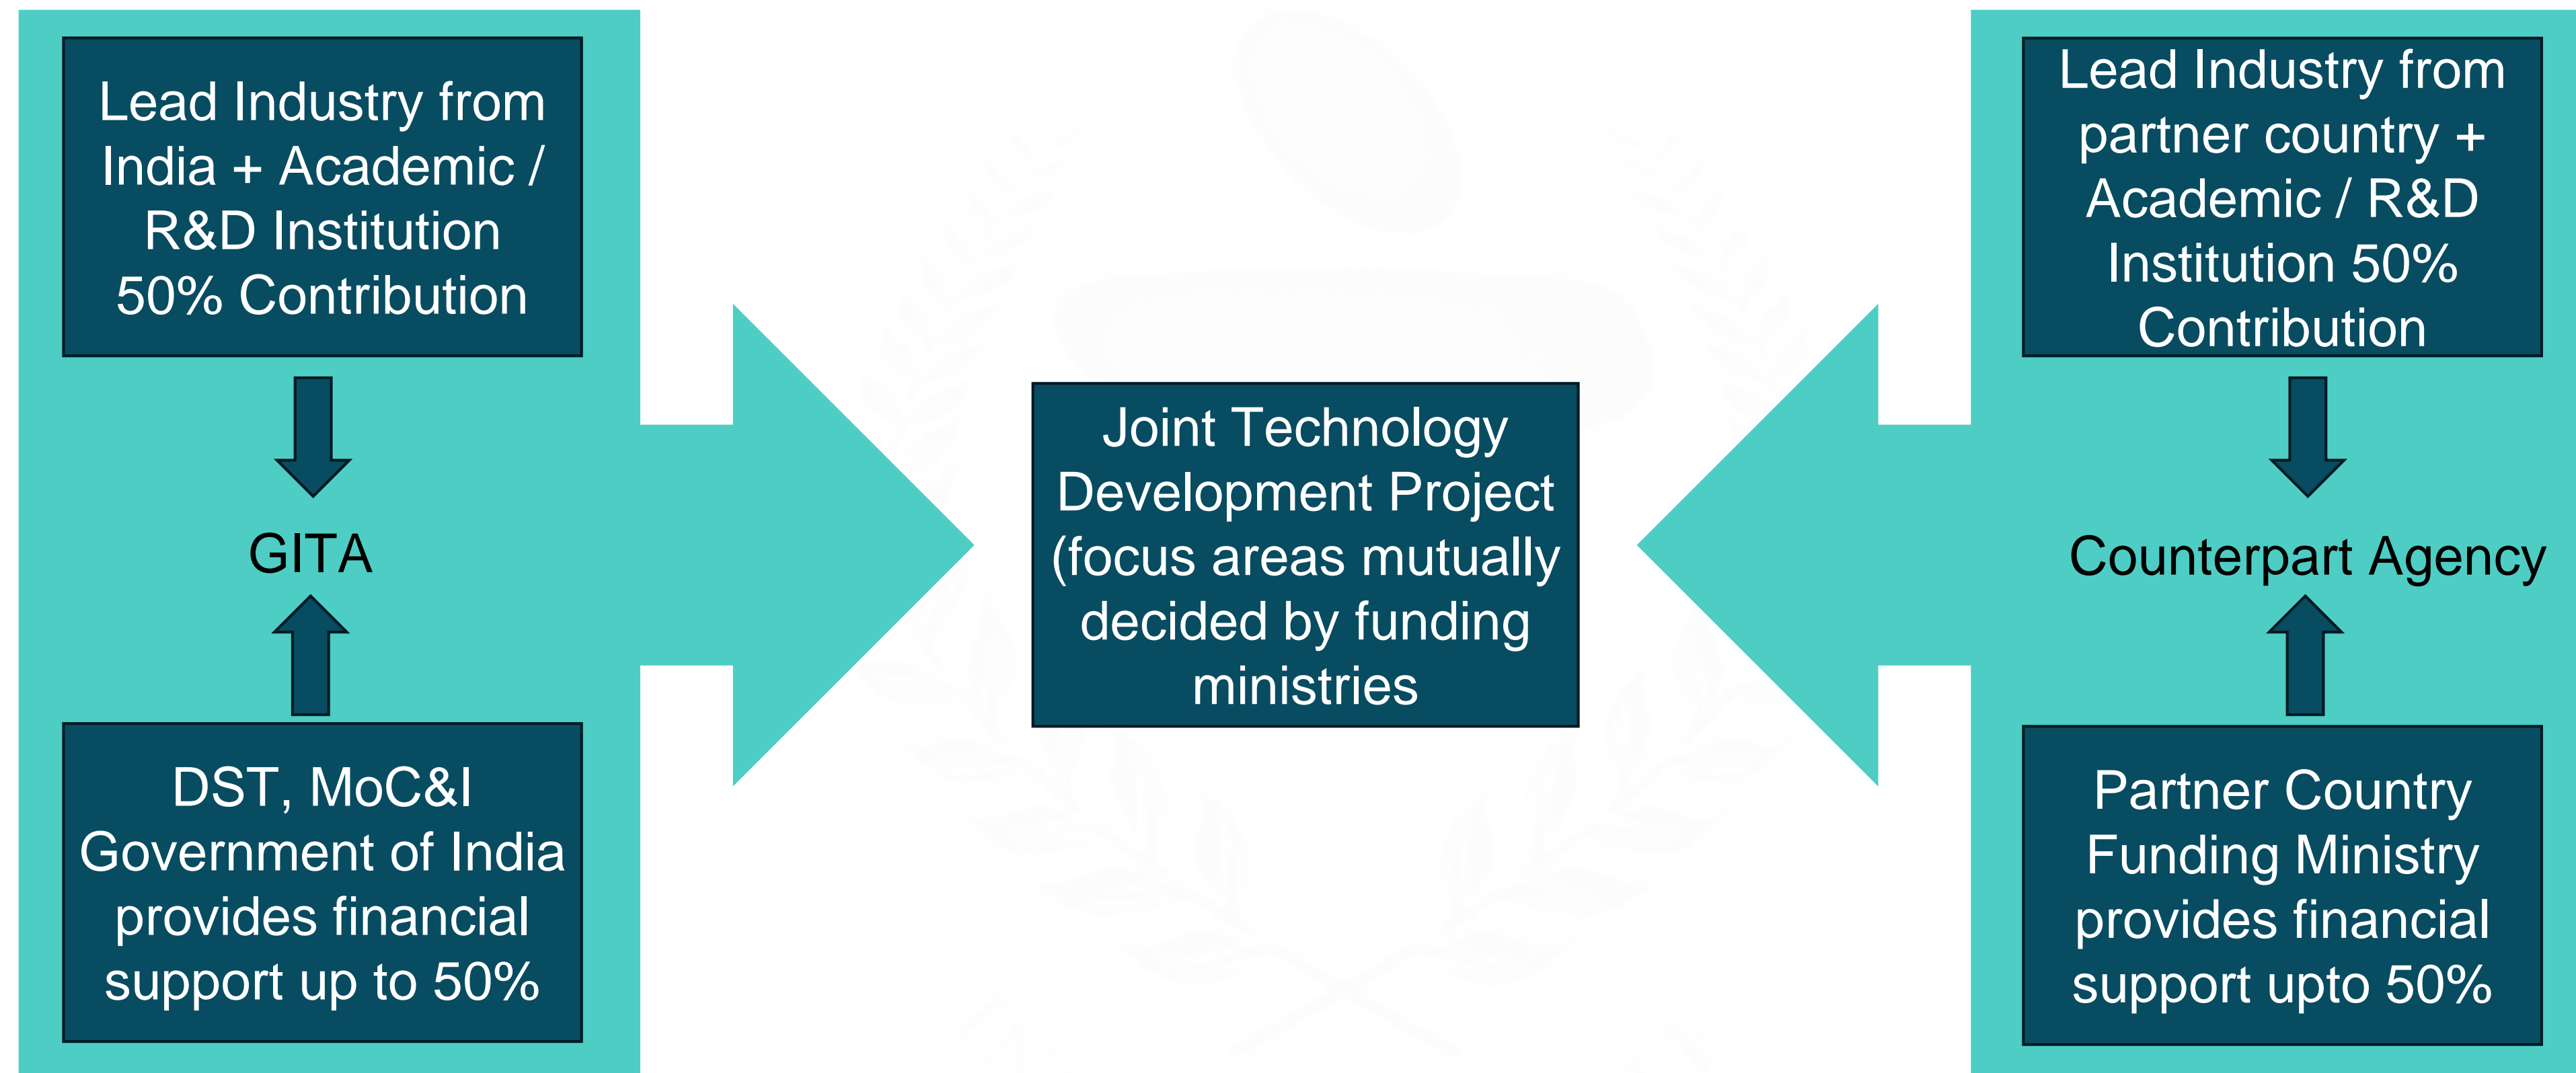 Lead Industry from
India + Academic /
R&D Institution
50% Contribution
GITA
DST, MoC&I
Government of India
provides financial
support up to 50%
Joint Technology
Development Project
(focus areas mutually
decided by funding
ministries
Lead Industry from
partner country +
Academic / R&D
Institution 50%
Contribution
Counterpart Agency
Partner Country
Funding Ministry
provides financial
support upto 50%